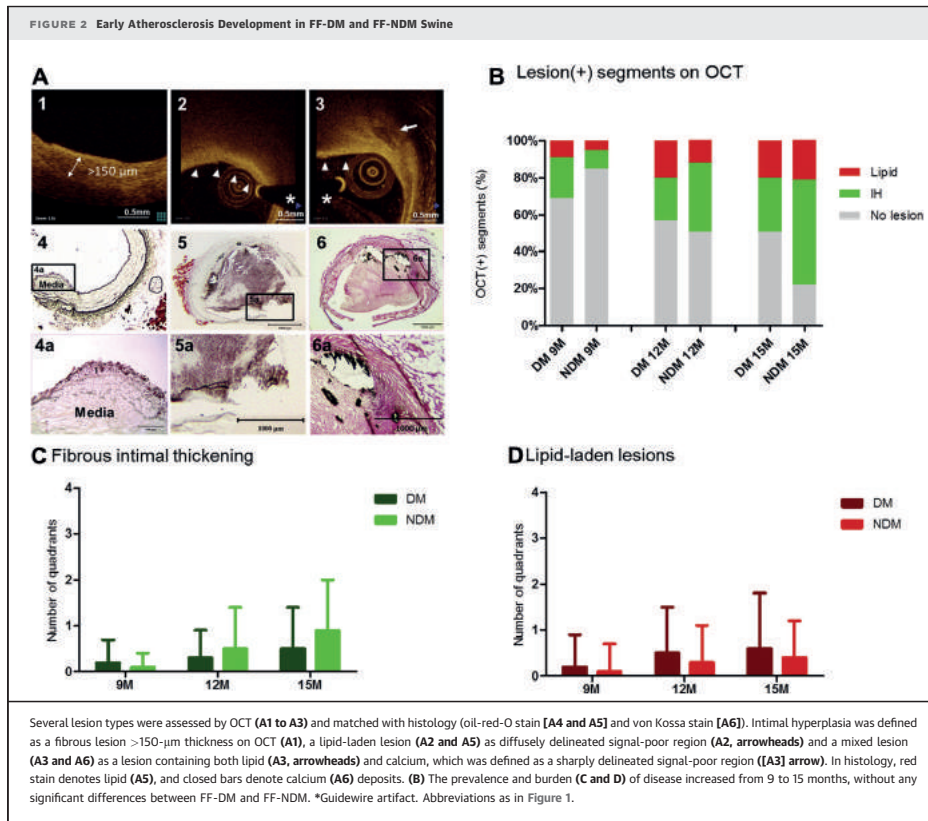 FIGURE 2 Early Atherosclerosis Development in FF-DM and FF-NDM Swine
A
1
>150 μm
0.5mm
2
*
0.5mm
3
*
0.5mm
4
4a
Media
5
6
4a
Media
5a
1000 μm
6a
1000 μm
B Lesion(+) segments on OCT
OCT(+) segments (%)
100%
80%
60%
40%
20%
0%
DM 9M
NDM 9M
DM 12M
NDM 12M
DM 15M
NDM 15M
Lipid
IH
No lesion
C Fibrous intimal thickening
Number of quadrants
4
3
2
1
0
9M
12M
15M
DM
NDM
D Lipid-laden lesions
Number of quadrants
4
3
2
1
0
9M
12M
15M
DM
NDM
Several lesion types were assessed by OCT (A1 to A3) and matched with histology (oil-red-O stain [A4 and A5] and von Kossa stain [A6]). Intimal hyperplasia was defined
as a fibrous lesion >150-μm thickness on OCT (A1), a lipid-laden lesion (A2 and A5) as diffusely delineated signal-poor region (A2, arrowheads) and a mixed lesion
(A3 and A6) as a lesion containing both lipid (A3, arrowheads) and calcium, which was defined as a sharply delineated signal-poor region ([A3] arrow). In histology, red
stain denotes lipid (A5), and closed bars denote calcium (A6) deposits. (B) The prevalence and burden (C and D) of disease increased from 9 to 15 months, without any
significant differences between FF-DM and FF-NDM. *Guidewire artifact. Abbreviations as in Figure 1.